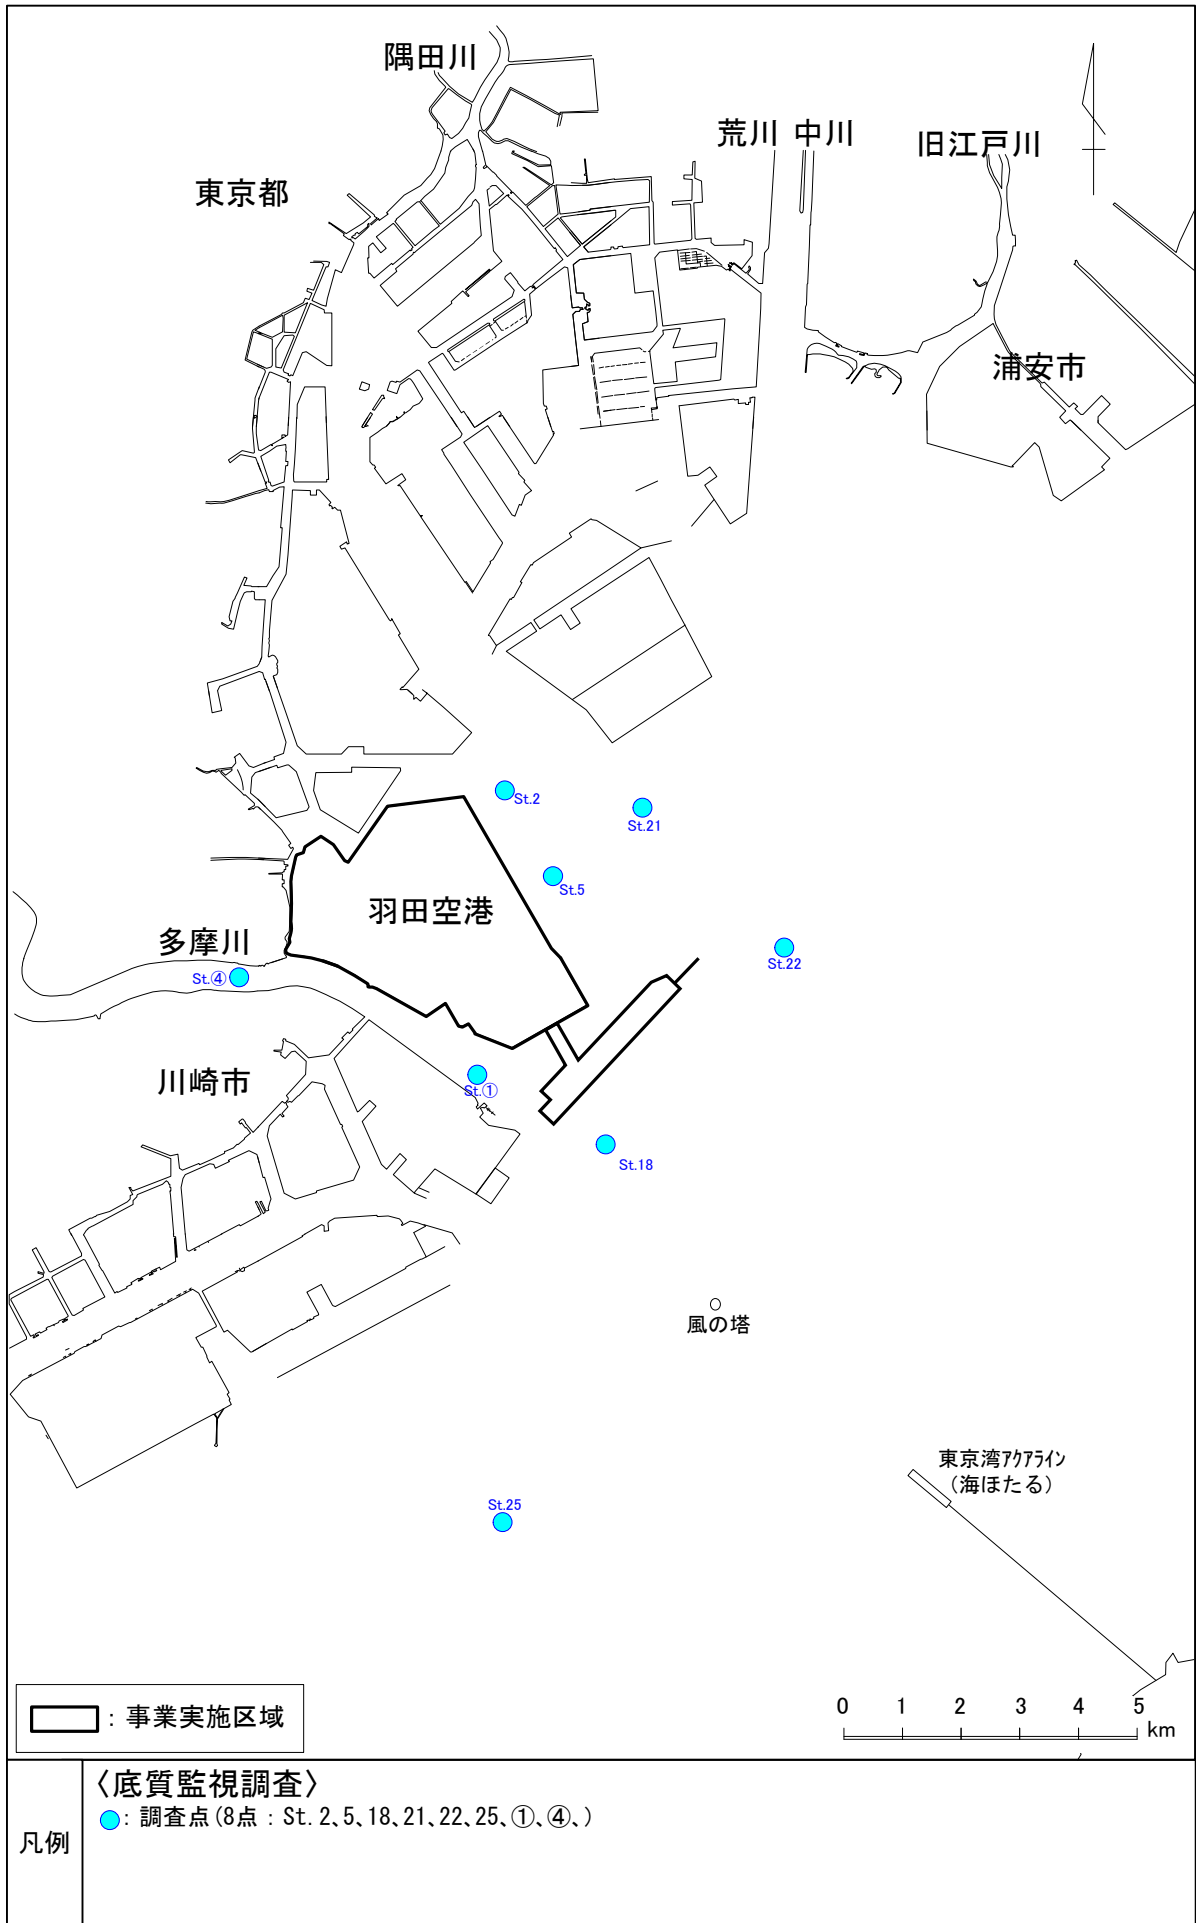 隅田川
荒川 中川
旧江戸川
東京都
浦安市
St.2
St.21
St.5
羽田空港
多摩川
St.22
St.④
川崎市
St.①
St.18
風の塔
東京湾アクアライン
（海ほたる）
St.25
0 1 2 3 4 5
km
：事業実施区域
凡例
〈底質監視調査〉
：調査点(8点：St.2、5、18、21、22、25、①、④、)